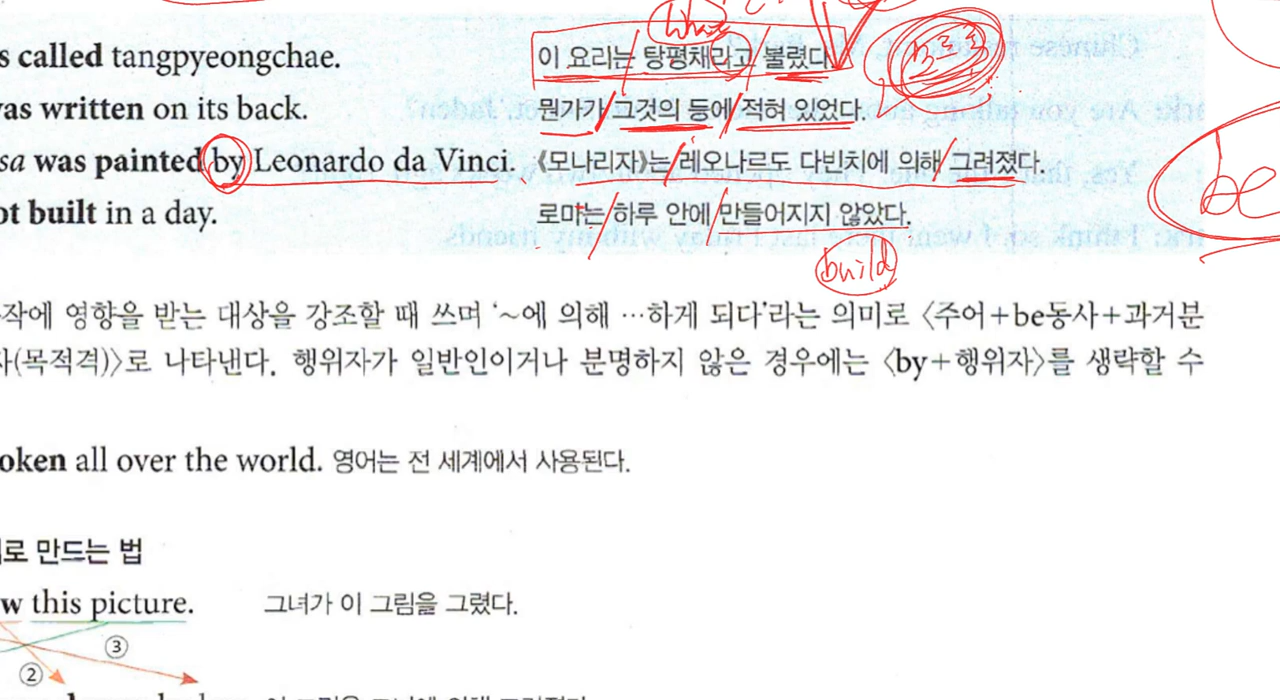 s called tangpyeongchae. 이 요리는 탕평채라고 불렸다.
as written on its back. 뭔가가 그것의 등에 적혀 있었다.
sa was painted by Leonardo da Vinci. 《모나리자》는 레오나르도 다빈치에 의해 그려졌다.
be
ot built in a day. 로마는 하루 안에 만들어지지 않았다.
build
작에 영향을 받는 대상을 강조할 때 쓰며 ‘~에 의해 …하게 되다’라는 의미로 〈주어+be동사+과거분
(목적격)〉로 나타낸다. 행위자가 일반인이거나 분명하지 않은 경우에는 〈by+행위자〉를 생략할 수
oken all over the world. 영어는 전 세계에서 사용된다.
로 만드는 법
w this picture. 그녀가 이 그림을 그렸다.
③
②